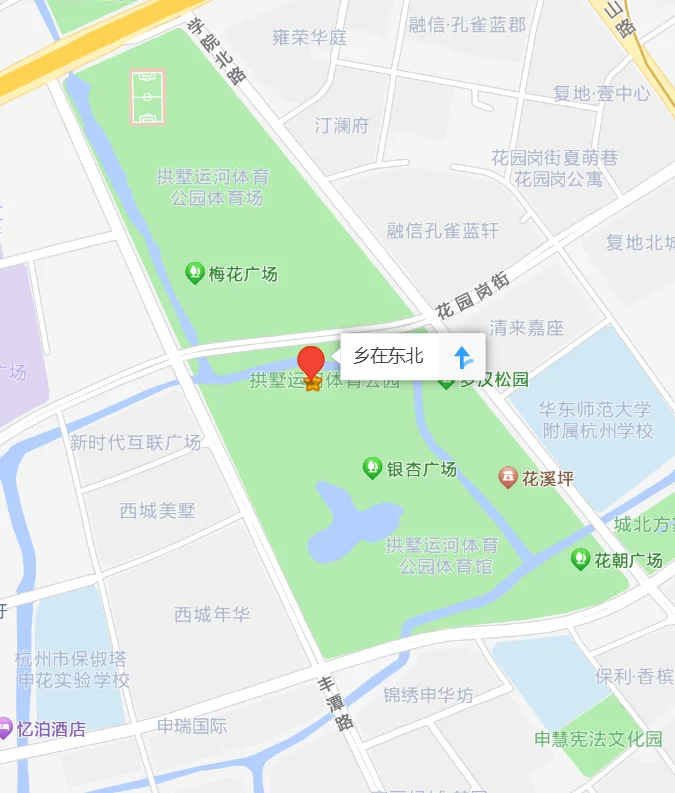 学院北路
雍荣华庭
融信·孔雀蓝郡
山路
复地·壹中心
汀澜府
花园岗街夏萌巷
花园岗公寓
拱墅运河体育
公园体育场
融信孔雀蓝轩
复地北城
梅花广场
花园岗街
清来嘉座
乡在东北
拱墅运河体育公园
罗汉松园
广场
华东师范大学
附属杭州学校
新时代互联广场
银杏广场
花溪坪
西城美墅
城北方
拱墅运河体育
公园体育馆
花朝广场
西城年华
杭州市保俶塔
申花实验学校
保利·香槟
丰潭路
锦绣申华坊
忆泊酒店
申瑞国际
申慧宪法文化园